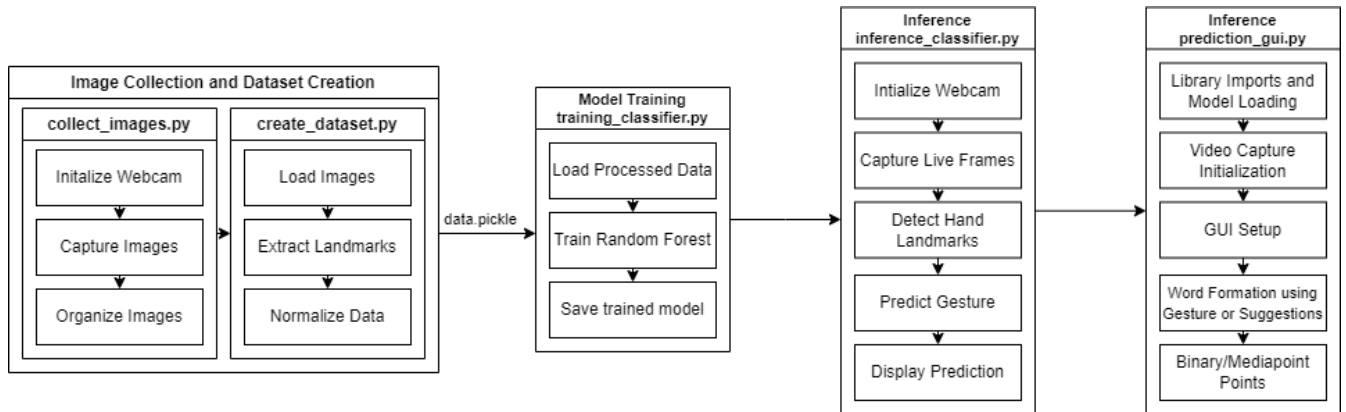 Image Collection and Dataset Creation
collect_images.py
Initalize Webcam
Capture Images
Organize Images
create_dataset.py
Load Images
Extract Landmarks
Normalize Data
data.pickle
Model Training
training_classifier.py
Load Processed Data
Train Random Forest
Save trained model
Inference
inference_classifier.py
Intialize Webcam
Capture Live Frames
Detect Hand
Landmarks
Predict Gesture
Display Prediction
Inference
prediction_gui.py
Library Imports and
Model Loading
Video Capture
Initialization
GUI Setup
Word Formation using
Gesture or Suggestions
Binary/Mediapoint
Points